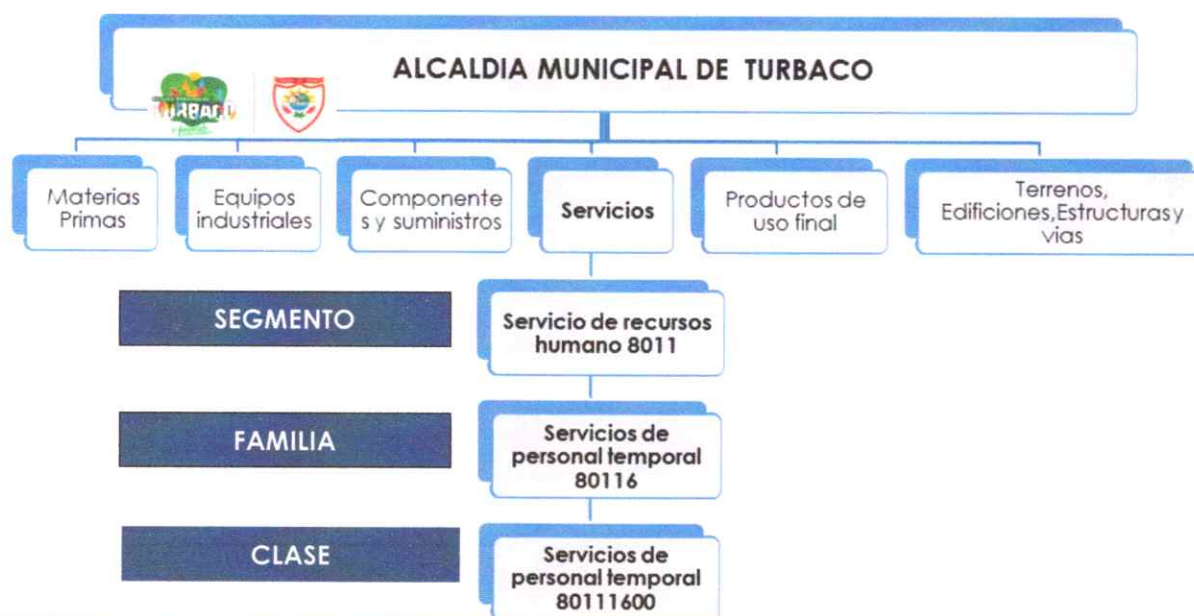 ALCALDIA MUNICIPAL DE TURBACO
TURBACO
Materias
Primas
Equipos
industriales
Componente
s y suministros
Servicios
Productos de
uso final
Terrenos,
Edificiones,Estructuras y
vias
SEGMENTO
Servicio de recursos
humano 8011
FAMILIA
Servicios de
personal temporal
80116
CLASE
Servicios de
personal temporal
80111600